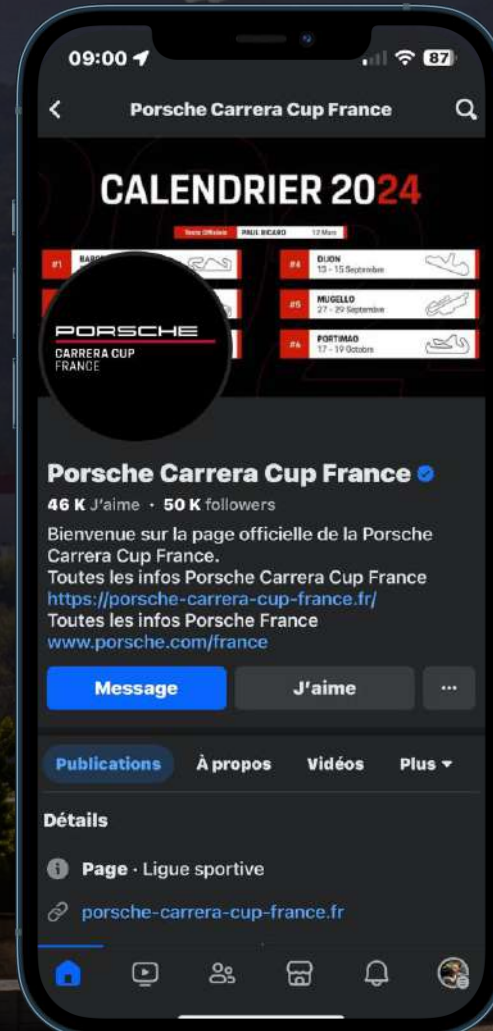 09:00
87
Porsche Carrera Cup France
CALENDRIER 2024
PAUL RICARD 12 Mars
#1
#4 DIJON
13 - 15 Septembre
#5 MUGELLO
27 - 29 Septembre
#6 PORTIMAO
17 - 19 Octobre
PORSCHE
CARRERA CUP
FRANCE
Porsche Carrera Cup France
46 K J'aime · 50 K followers
Bienvenue sur la page officielle de la Porsche
Carrera Cup France.
Toutes les infos Porsche Carrera Cup France
https://porsche-carrera-cup-france.fr/
Toutes les infos Porsche France
www.porsche.com/france
Message
J'aime
...
Publications
À propos
Vidéos
Plus
Détails
Page · Ligue sportive
porsche-carrera-cup-france.fr